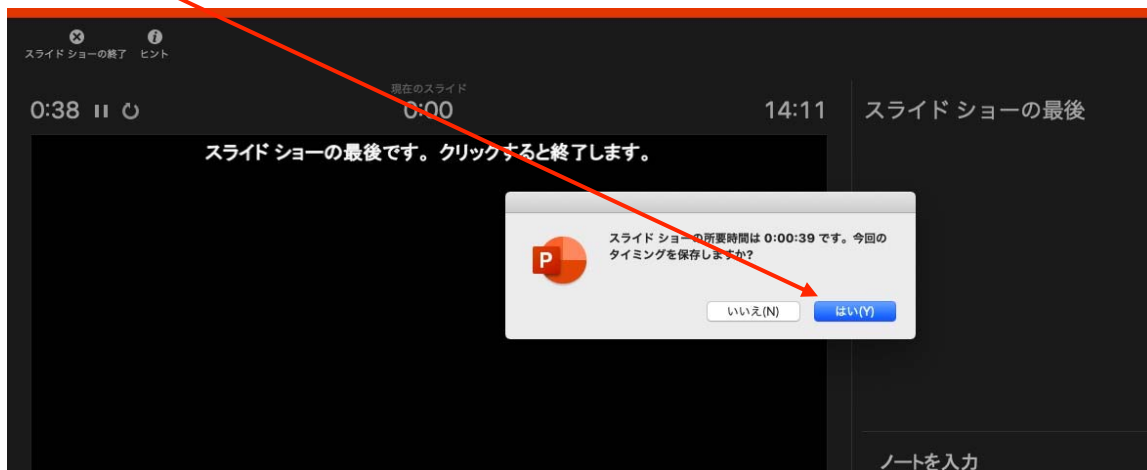 スライド ショーの終了 ヒント
現在のスライド
0:38 0:00 14:11
スライド ショーの最後
スライド ショーの最後です。クリックすると終了します。
スライド ショーの所要時間は 0:00:39 です。今回の
タイミングを保存しますか?
P
いいえ(N) はい(Y)
ノートを入力